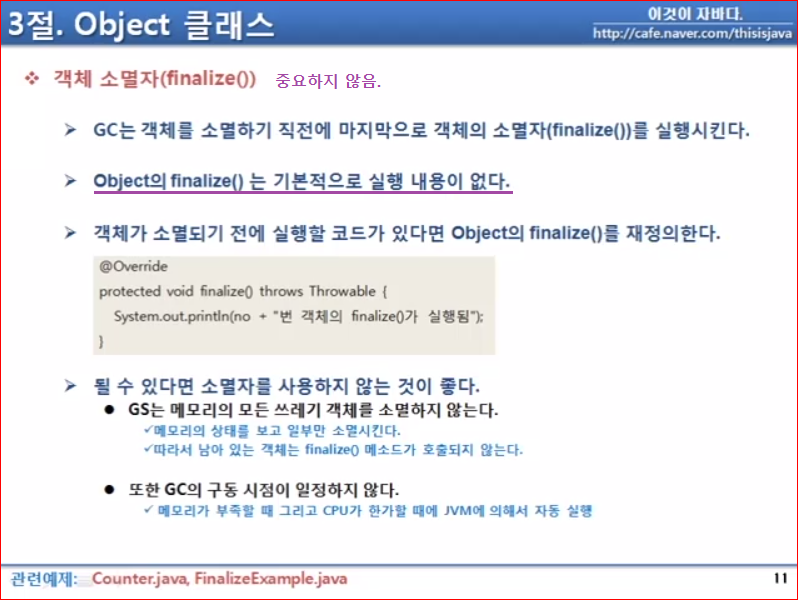 3절. Object 클래스
이것이 자바다.
http://cafe.naver.com/thisisjava
❖ 객체 소멸자(finalize()) 중요하지 않음.
➢ GC는 객체를 소멸하기 직전에 마지막으로 객체의 소멸자(finalize())를 실행시킨다.
➢ Object의 finalize() 는 기본적으로 실행 내용이 없다.
➢ 객체가 소멸되기 전에 실행할 코드가 있다면 Object의 finalize()를 재정의한다.
@Override
protected void finalize() throws Throwable {
System.out.println(no + "번 객체의 finalize()가 실행됨");
}
➢ 될 수 있다면 소멸자를 사용하지 않는 것이 좋다.
● GS는 메모리의 모든 쓰레기 객체를 소멸하지 않는다.
✓메모리의 상태를 보고 일부만 소멸시킨다.
✓따라서 남아 있는 객체는 finalize() 메소드가 호출되지 않는다.
● 또한 GC의 구동 시점이 일정하지 않다.
✓ 메모리가 부족할 때 그리고 CPU가 한가할 때에 JVM에 의해서 자동 실행
관련예제: Counter.java, FinalizeExample.java
11